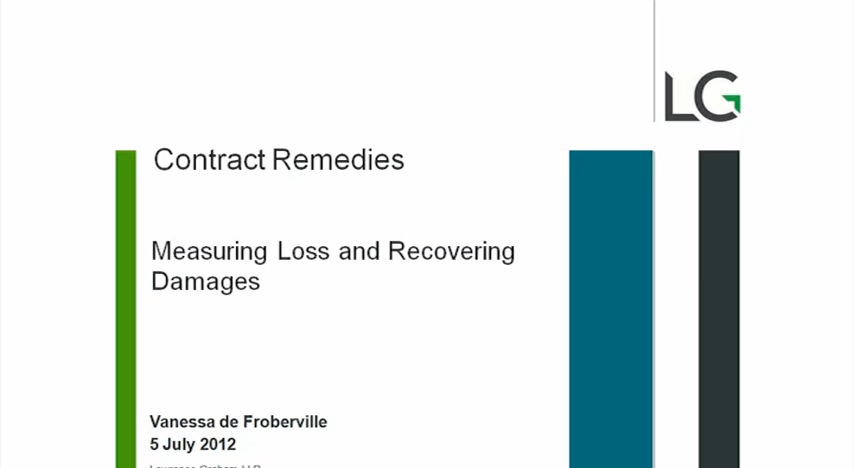 LG
Contract Remedies
Measuring Loss and Recovering
Damages
Vanessa de Froberville
5 July 2012